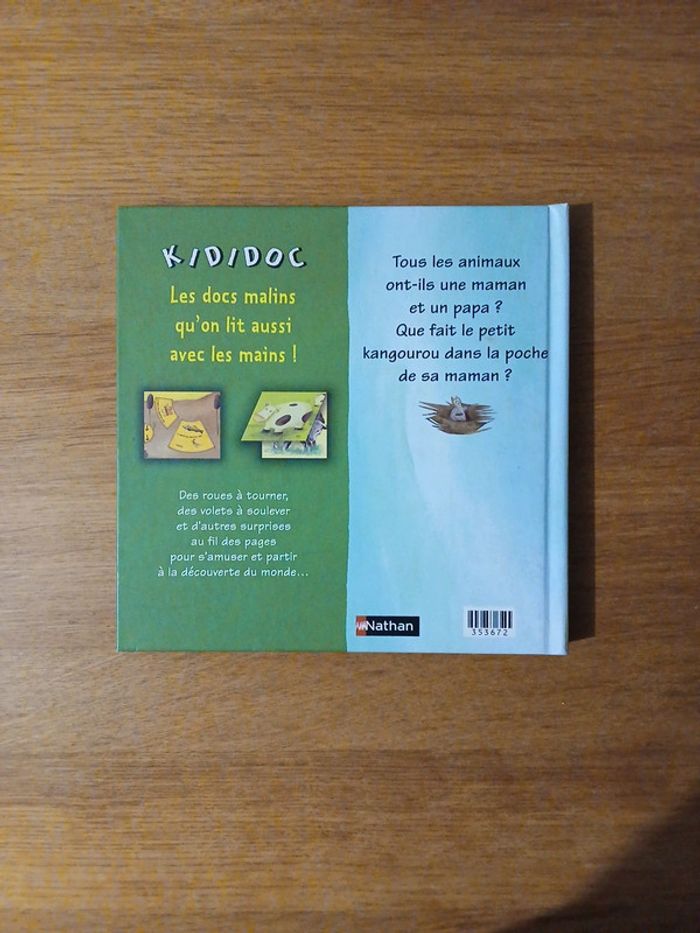 KIDIDOC
Les docs malins
qu'on lit aussi
avec les mains !
Des roues à tourner,
des volets à soulever
et d'autres surprises
au fil des pages
pour s'amuser et partir
à la découverte du monde...
Tous les animaux
ont-ils une maman
et un papa ?
Que fait le petit
kangourou dans la poche
de sa maman ?
Nathan
353672